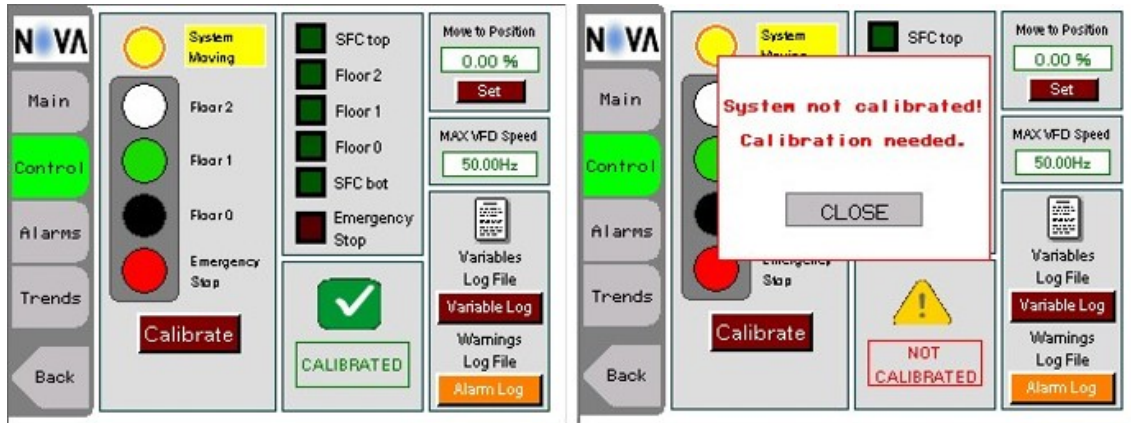 NOVA
Main
Control
Alarms
Trends
Back
System
Moving
Floor 2
Floor 1
Floor 0
Emergency
Stop
Calibrate
SFC top
Floor 2
Floor 1
Floor 0
SFC bot
Emergency
Stop
CALIBRATED
Move to Position
0.00 %
Set
MAX VFD Speed
50.00Hz
Variables
Log File
Variable Log
Warnings
Log File
Alarm Log
NOVA
Main
Control
Alarms
Trends
Back
System
Moving
SFC top
System not calibrated!
Calibration needed.
CLOSE
Emergency
Stop
Calibrate
NOT
CALIBRATED
Move to Position
0.00 %
Set
MAX VFD Speed
50.00Hz
Variables
Log File
Variable Log
Warnings
Log File
Alarm Log